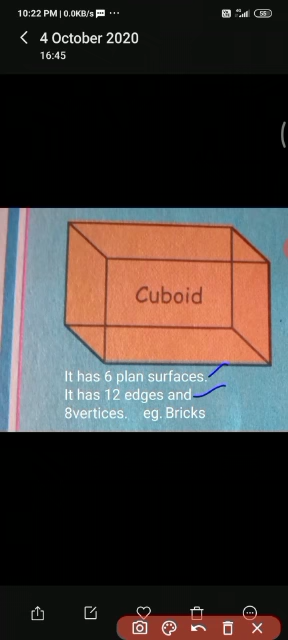 10:22 PM | 0.0KB/s
4 October 2020
16:45
Cuboid
It has 6 plan surfaces.
It has 12 edges and
8vertices. eg. Bricks